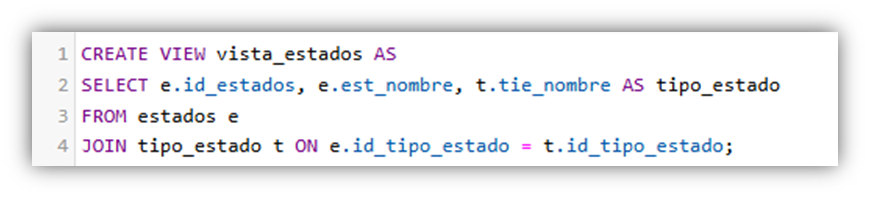 1 CREATE VIEW vista_estados AS
2 SELECT e.id_estados, e.est_nombre, t.tie_nombre AS tipo_estado
3 FROM estados e
4 JOIN tipo_estado t ON e.id_tipo_estado = t.id_tipo_estado;